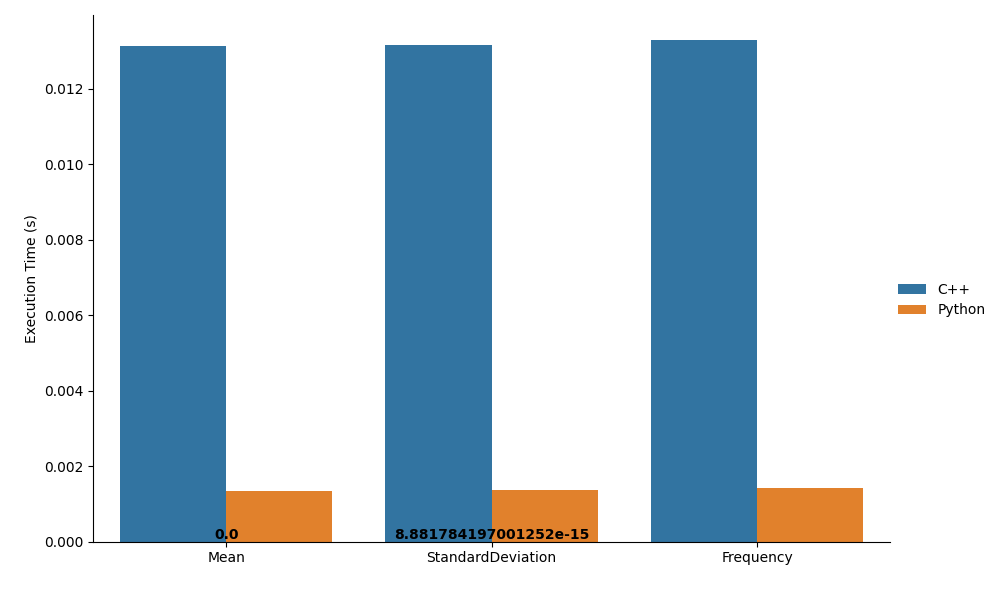 Execution Time (s)
0.012
0.010
0.008
0.006
0.004
0.002
0.000
0.0
8.881784197001252e-15
Mean
StandardDeviation
Frequency
C++
Python